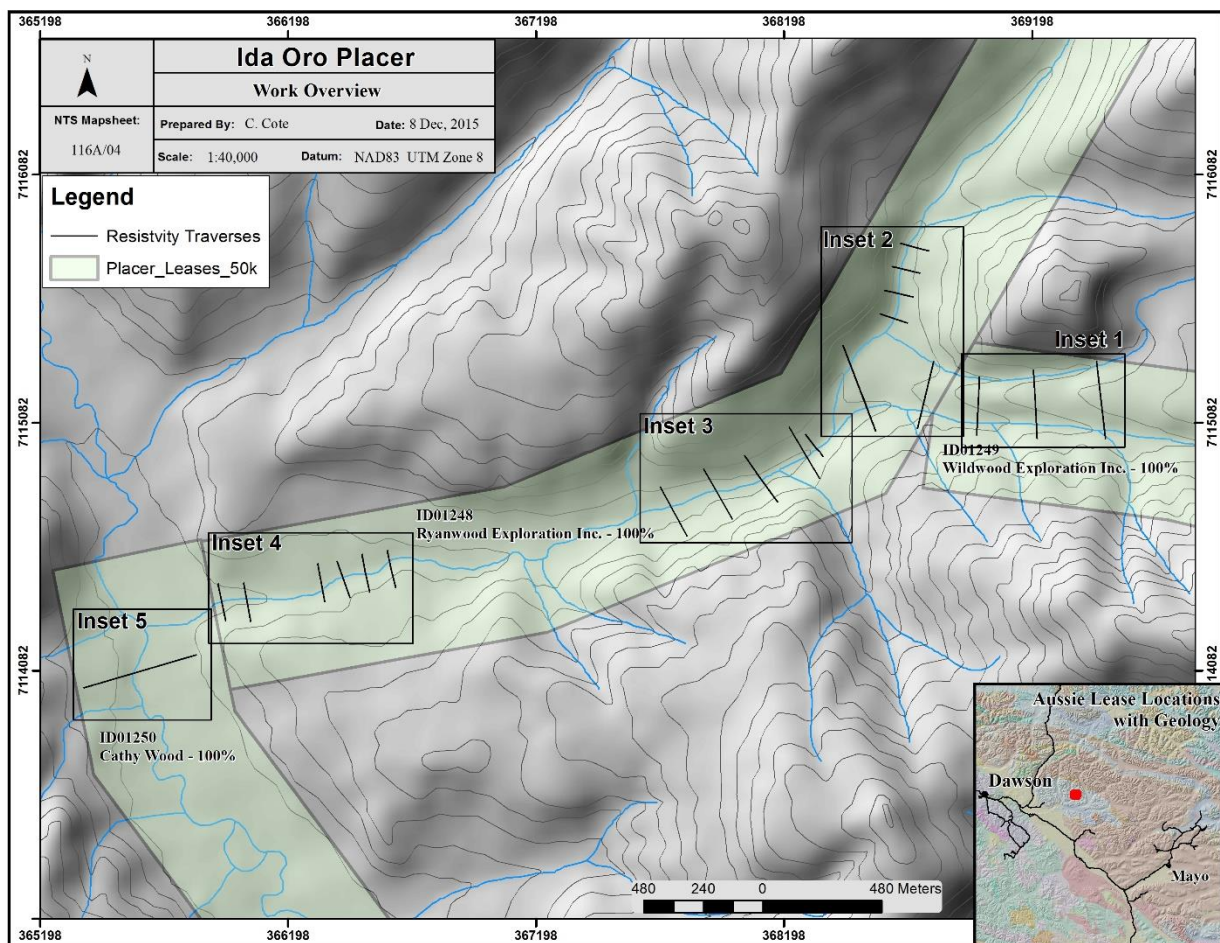 365198 366198 367198 368198 369198
Ida Oro Placer
Work Overview
N
NTS Mapsheet:
116A/04
Prepared By: C. Cote Date: 8 Dec, 2015
Scale: 1:40,000 Datum: NAD83 UTM Zone 8
7116082
7116082
Legend
Resistvity Traverses
Placer_Leases_50k
Inset 2
Inset 1
7115082
7115082
Inset 3
ID01249
Wildwood Exploration Inc. - 100%
ID01248
Ryanwood Exploration Inc. - 100%
Inset 4
Inset 5
7114082
7114082
ID01250
Cathy Wood - 100%
Aussie Lease Locations
with Geology
Dawson
Mayo
480 240 0 480 Meters
365198 366198 367198 368198